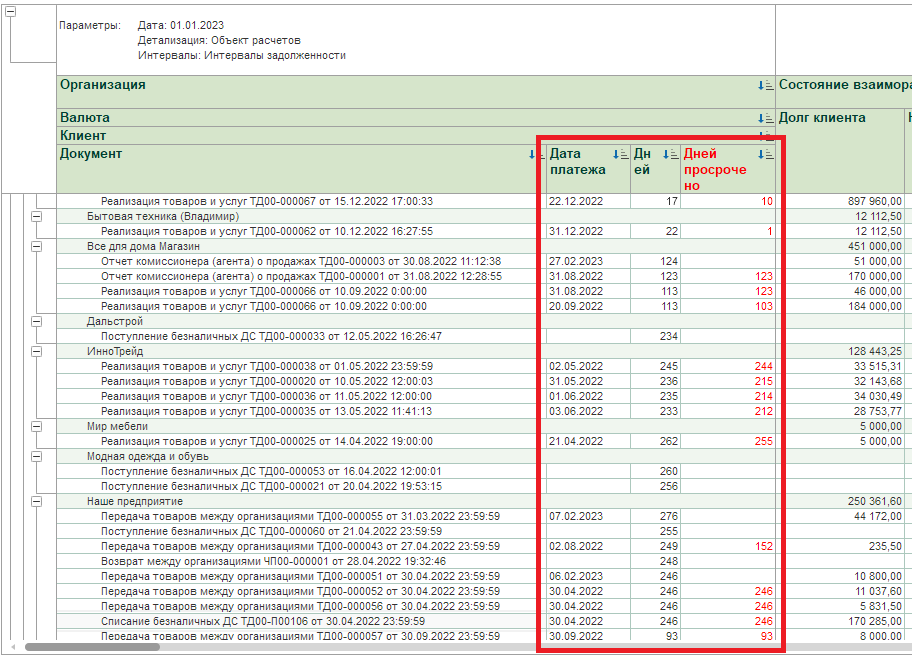 Параметры: Дата: 01.01.2023
Детализация: Объект расчетов
Интервалы: Интервалы задолженности
Организация Состояние взаимора
Валюта Долг клиента
Клиент
Документ Дата платежа Дн ей Дней просроче но
Реализация товаров и услуг ТД00-000067 от 15.12.2022 17:00:33 22.12.2022 17 10 897 960,00
Бытовая техника (Владимир) 12 112,50
Реализация товаров и услуг ТД00-000062 от 10.12.2022 16:27:55 31.12.2022 22 1 12 112,50
Все для дома Магазин 451 000,00
Отчет комиссионера (агента) о продажах ТД00-000003 от 30.08.2022 11:12:38 27.02.2023 124 51 000,00
Отчет комиссионера (агента) о продажах ТД00-000001 от 31.08.2022 12:28:55 31.08.2022 123 123 170 000,00
Реализация товаров и услуг ТД00-000066 от 10.09.2022 0:00:00 31.08.2022 113 123 46 000,00
Реализация товаров и услуг ТД00-000066 от 10.09.2022 0:00:00 20.09.2022 113 103 184 000,00
Дальстрой
Поступление безналичных ДС ТД00-000033 от 12.05.2022 16:26:47 234
ИнноТрейд 128 443,25
Реализация товаров и услуг ТД00-000038 от 01.05.2022 23:59:59 02.05.2022 245 244 33 515,31
Реализация товаров и услуг ТД00-000020 от 10.05.2022 12:00:03 31.05.2022 236 215 32 143,68
Реализация товаров и услуг ТД00-000036 от 11.05.2022 12:00:00 01.06.2022 235 214 34 030,49
Реализация товаров и услуг ТД00-000035 от 13.05.2022 11:41:13 03.06.2022 233 212 28 753,77
Мир мебели 5 000,00
Реализация товаров и услуг ТД00-000025 от 14.04.2022 19:00:00 21.04.2022 262 255 5 000,00
Модная одежда и обувь
Поступление безналичных ДС ТД00-000053 от 16.04.2022 12:00:01 260
Поступление безналичных ДС ТД00-000021 от 20.04.2022 19:53:15 256
Наше предприятие 250 361,60
Передача товаров между организациями ТД00-000055 от 31.03.2022 23:59:59 07.02.2023 276 44 172,00
Поступление безналичных ДС ТД00-000060 от 21.04.2022 23:59:59 255
Передача товаров между организациями ТД00-000043 от 27.04.2022 23:59:59 02.08.2022 249 152 235,50
Возврат между организациями ЧП00-000001 от 28.04.2022 19:32:46 248
Передача товаров между организациями ТД00-000051 от 30.04.2022 23:59:59 06.02.2023 246 10 800,00
Передача товаров между организациями ТД00-000052 от 30.04.2022 23:59:59 30.04.2022 246 246 11 037,60
Передача товаров между организациями ТД00-000056 от 30.04.2022 23:59:59 30.04.2022 246 246 5 831,50
Списание безналичных ДС ТД00-П00106 от 30.04.2022 23:59:59 30.04.2022 246 246 170 285,00
Передача товаров между организациями ТД00-000057 от 30.09.2022 23:59:59 30.09.2022 93 93 8 000,00